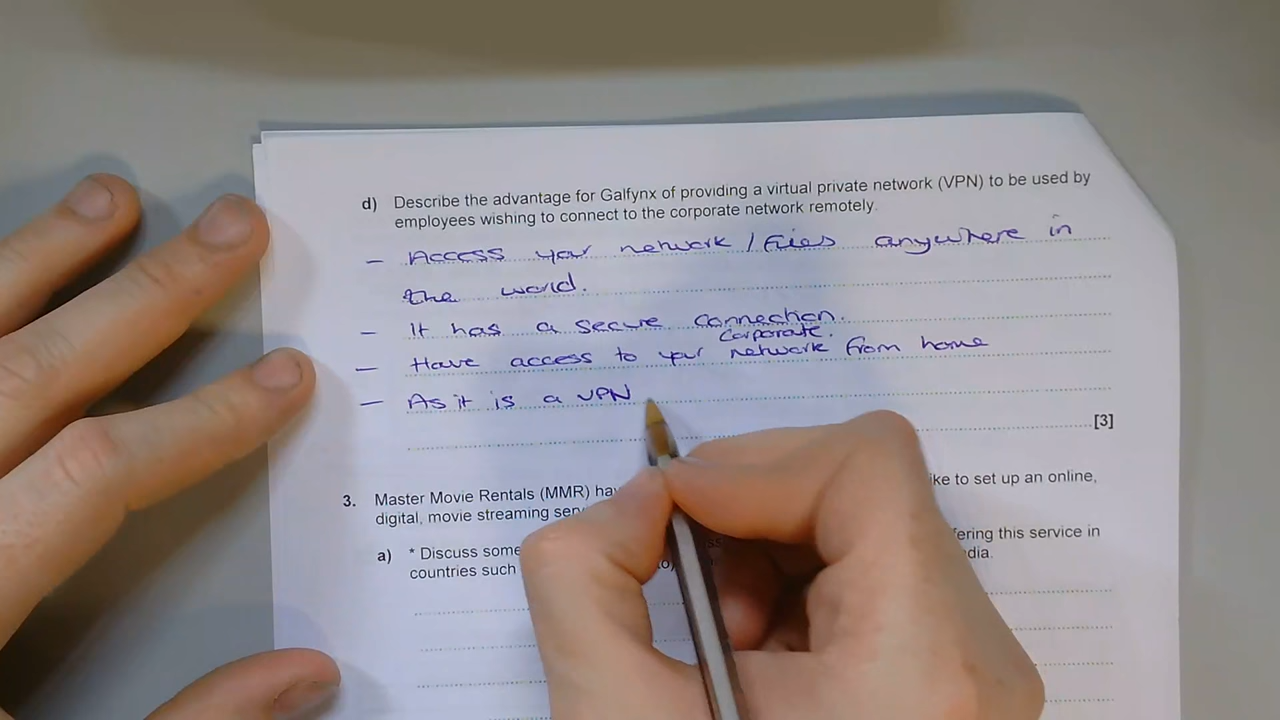 d) Describe the advantage for Galfynx of providing a virtual private network (VPN) to be used by
employees wishing to connect to the corporate network remotely.
- Access your network / files anywhere in
the world.
- It has a secure connection.
corporate.
- Have access to your network from home
- As it is a VPN
[3]
3. Master Movie Rentals (MMR) ha ke to set up an online,
digital, movie streaming serv
a) * Discuss some fering this service in
countries such dia.